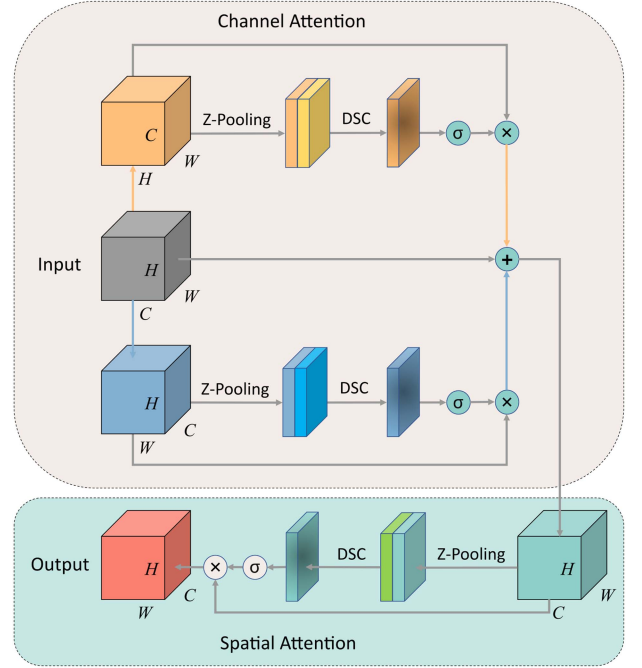 Channel Attention
C
Z-Pooling
DSC
σ
×
W
H
Input
H
+
W
C
H
Z-Pooling
DSC
σ
×
C
W
Output
H
×
σ
DSC
Z-Pooling
H
W
C
W
C
Spatial Attention